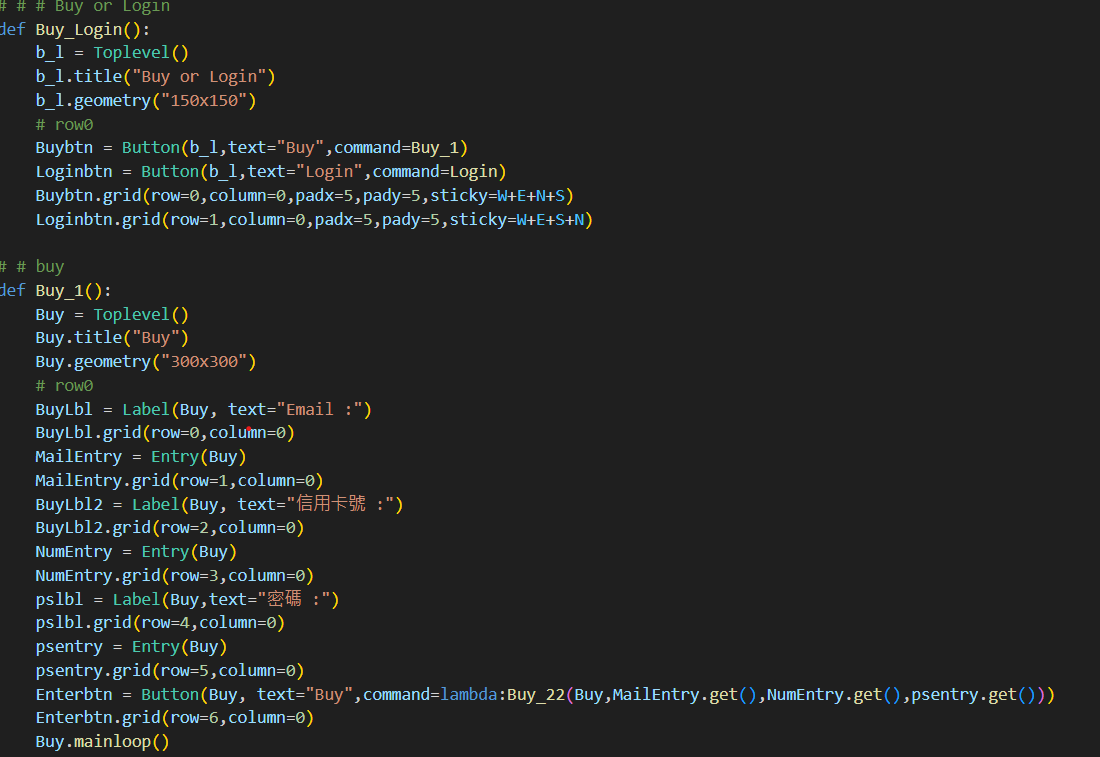 # # # Buy or Login
def Buy_Login():
    b_l = Toplevel()
    b_l.title("Buy or Login")
    b_l.geometry("150x150")
    # row0
    Buybtn = Button(b_l,text="Buy",command=Buy_1)
    Loginbtn = Button(b_l,text="Login",command=Login)
    Buybtn.grid(row=0,column=0,padx=5,pady=5,sticky=W+E+N+S)
    Loginbtn.grid(row=1,column=0,padx=5,pady=5,sticky=W+E+S+N)

# # buy
def Buy_1():
    Buy = Toplevel()
    Buy.title("Buy")
    Buy.geometry("300x300")
    # row0
    BuyLbl = Label(Buy, text="Email :")
    BuyLbl.grid(row=0,column=0)
    MailEntry = Entry(Buy)
    MailEntry.grid(row=1,column=0)
    BuyLbl2 = Label(Buy, text="信用卡號 :")
    BuyLbl2.grid(row=2,column=0)
    NumEntry = Entry(Buy)
    NumEntry.grid(row=3,column=0)
    pslbl = Label(Buy,text="密碼 :")
    pslbl.grid(row=4,column=0)
    psentry = Entry(Buy)
    psentry.grid(row=5,column=0)
    Enterbtn = Button(Buy, text="Buy",command=lambda:Buy_22(Buy,MailEntry.get(),NumEntry.get(),psentry.get()))
    Enterbtn.grid(row=6,column=0)
    Buy.mainloop()